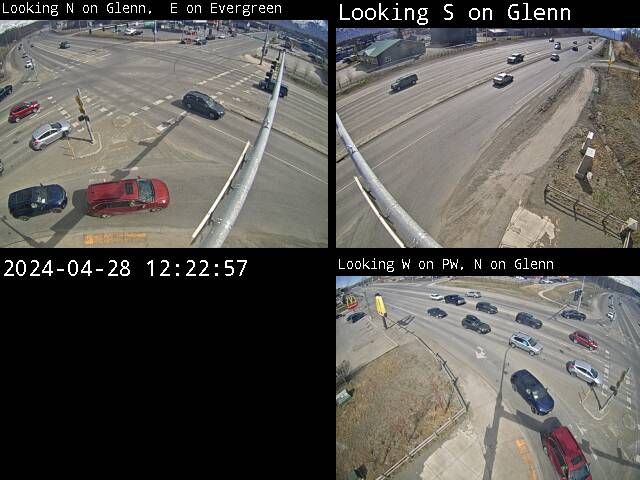 Looking N on Glenn,  E on Evergreen
Looking S on Glenn
2024-04-28 12:22:57
Looking W on PW, N on Glenn